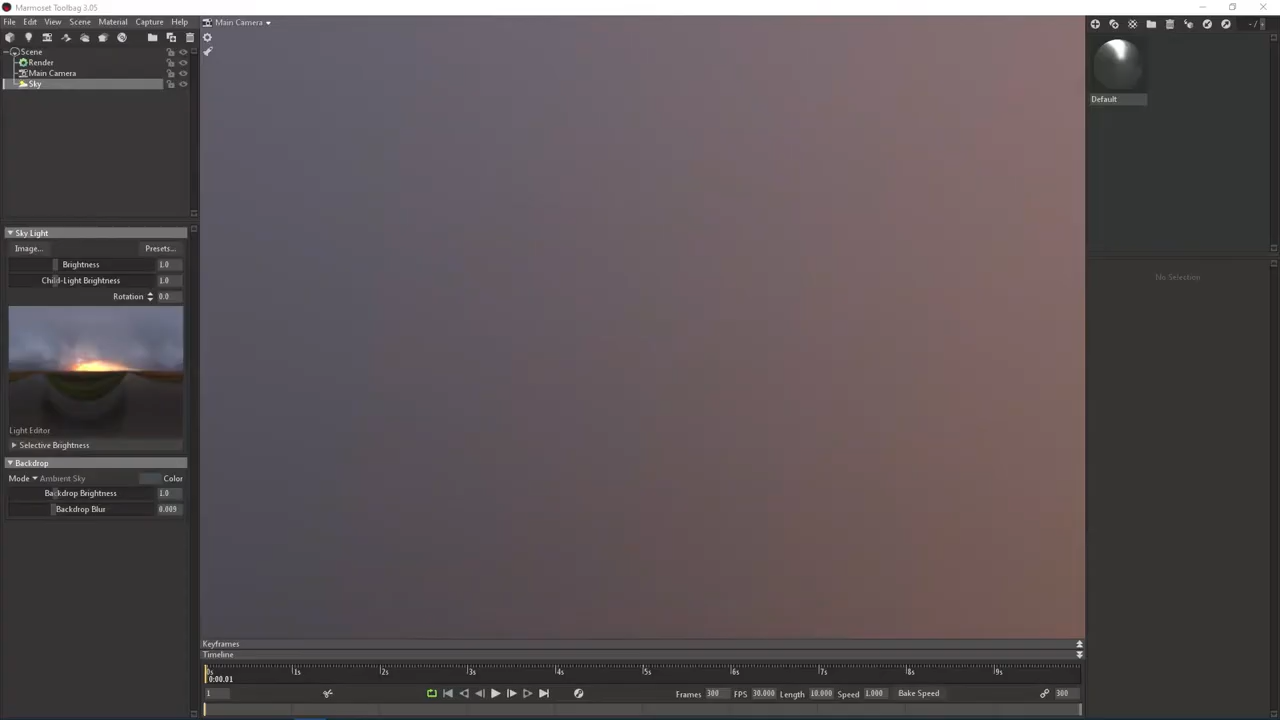 Marmoset Toolbag 3.05
File Edit View Scene Material Capture Help
Main Camera
Scene
Render
Main Camera
Sky
Default
Sky Light
Image... Presets...
Brightness 1.0
Child-Light Brightness 1.0
Rotation 0.0
Light Editor
Selective Brightness
Backdrop
Mode Ambient Sky Color
Backdrop Brightness 1.0
Backdrop Blur 0.009
No Selection
Keyframes
Timeline
0s 1s 2s 3s 4s 5s 6s 7s 8s 9s
0:00.01
1 Frames 300 FPS 30.000 Length 10.000 Speed 1.000 Bake Speed 300